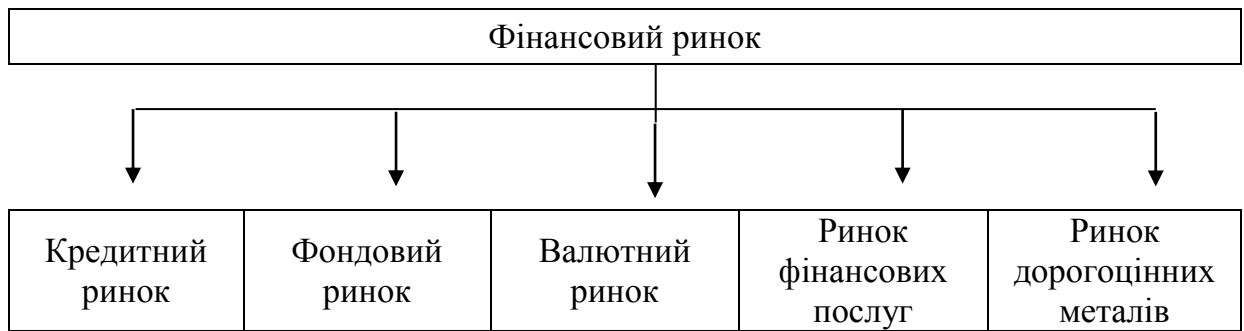 Фінансовий ринок
Кредитний
ринок
Фондовий
ринок
Валютний
ринок
Ринок
фінансових
послуг
Ринок
дорогоцінних
металів